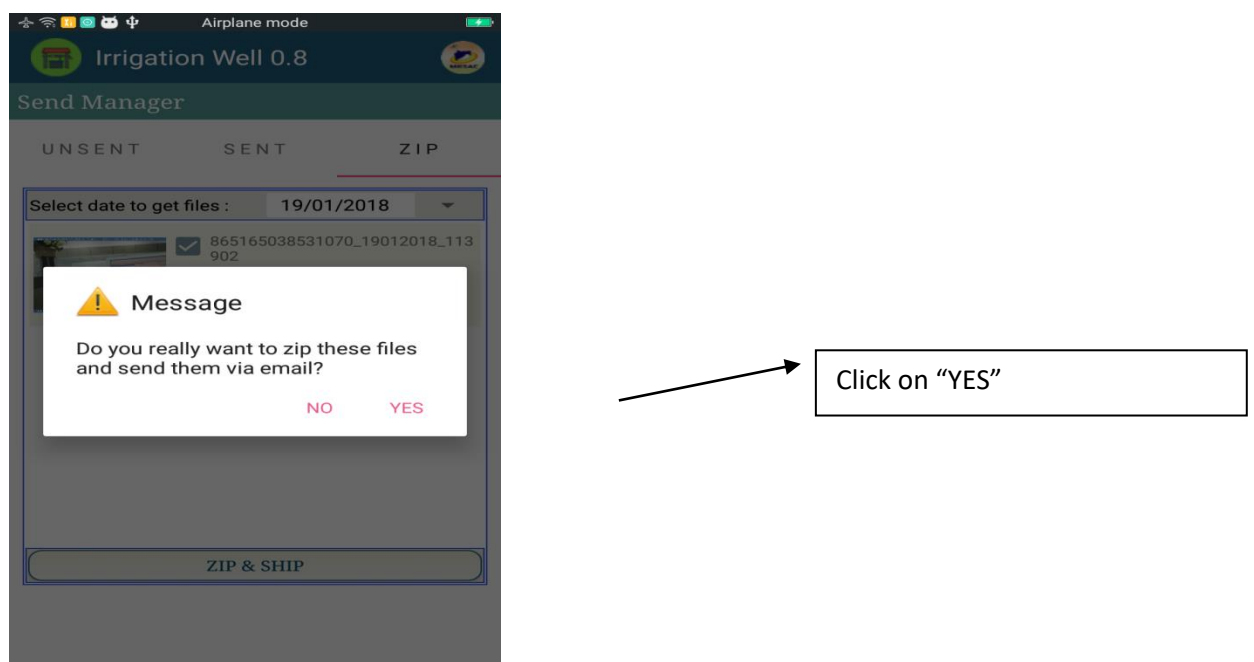 Airplane mode
Irrigation Well 0.8
Send Manager
UNSENT SENT ZIP
Select date to get files : 19/01/2018
865165038531070_19012018_113
902
Message
Do you really want to zip these files
and send them via email?
NO YES
ZIP & SHIP
Click on “YES”